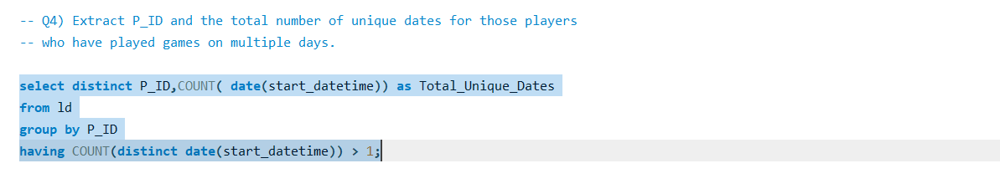 -- Q4) Extract P_ID and the total number of unique dates for those players
-- who have played games on multiple days.
select distinct P_ID,COUNT( date(start_datetime)) as Total_Unique_Dates
from ld
group by P_ID
having COUNT(distinct date(start_datetime)) > 1;